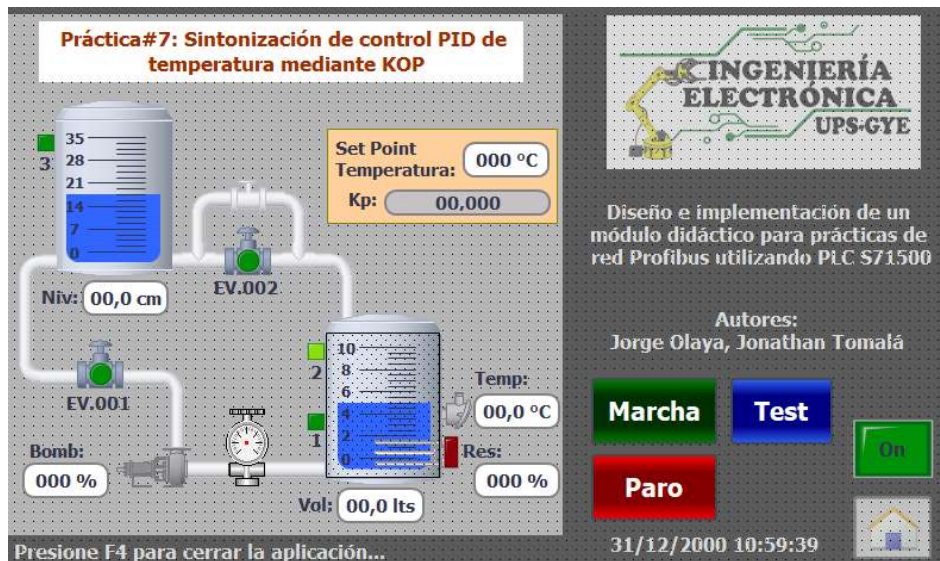 Práctica#7: Sintonización de control PID de
temperatura mediante KOP
INGENIERÍA
ELECTRÓNICA
UPS-GYE
3
35
28
21
14
7
0
Set Point
Temperatura:
000 °C
Kp:
00,000
Diseño e implementación de un
módulo didáctico para prácticas de
red Profibus utilizando PLC S71500
EV.002
Niv:
00,0 cm
Autores:
Jorge Olaya, Jonathan Tomalá
EV.001
2
1
10
8
6
4
2
0
Temp:
00,0 °C
Marcha
Test
On
Bomb:
000 %
Res:
000 %
Paro
Vol:
00,0 lts
31/12/2000 10:59:39
Presione F4 para cerrar la aplicación...